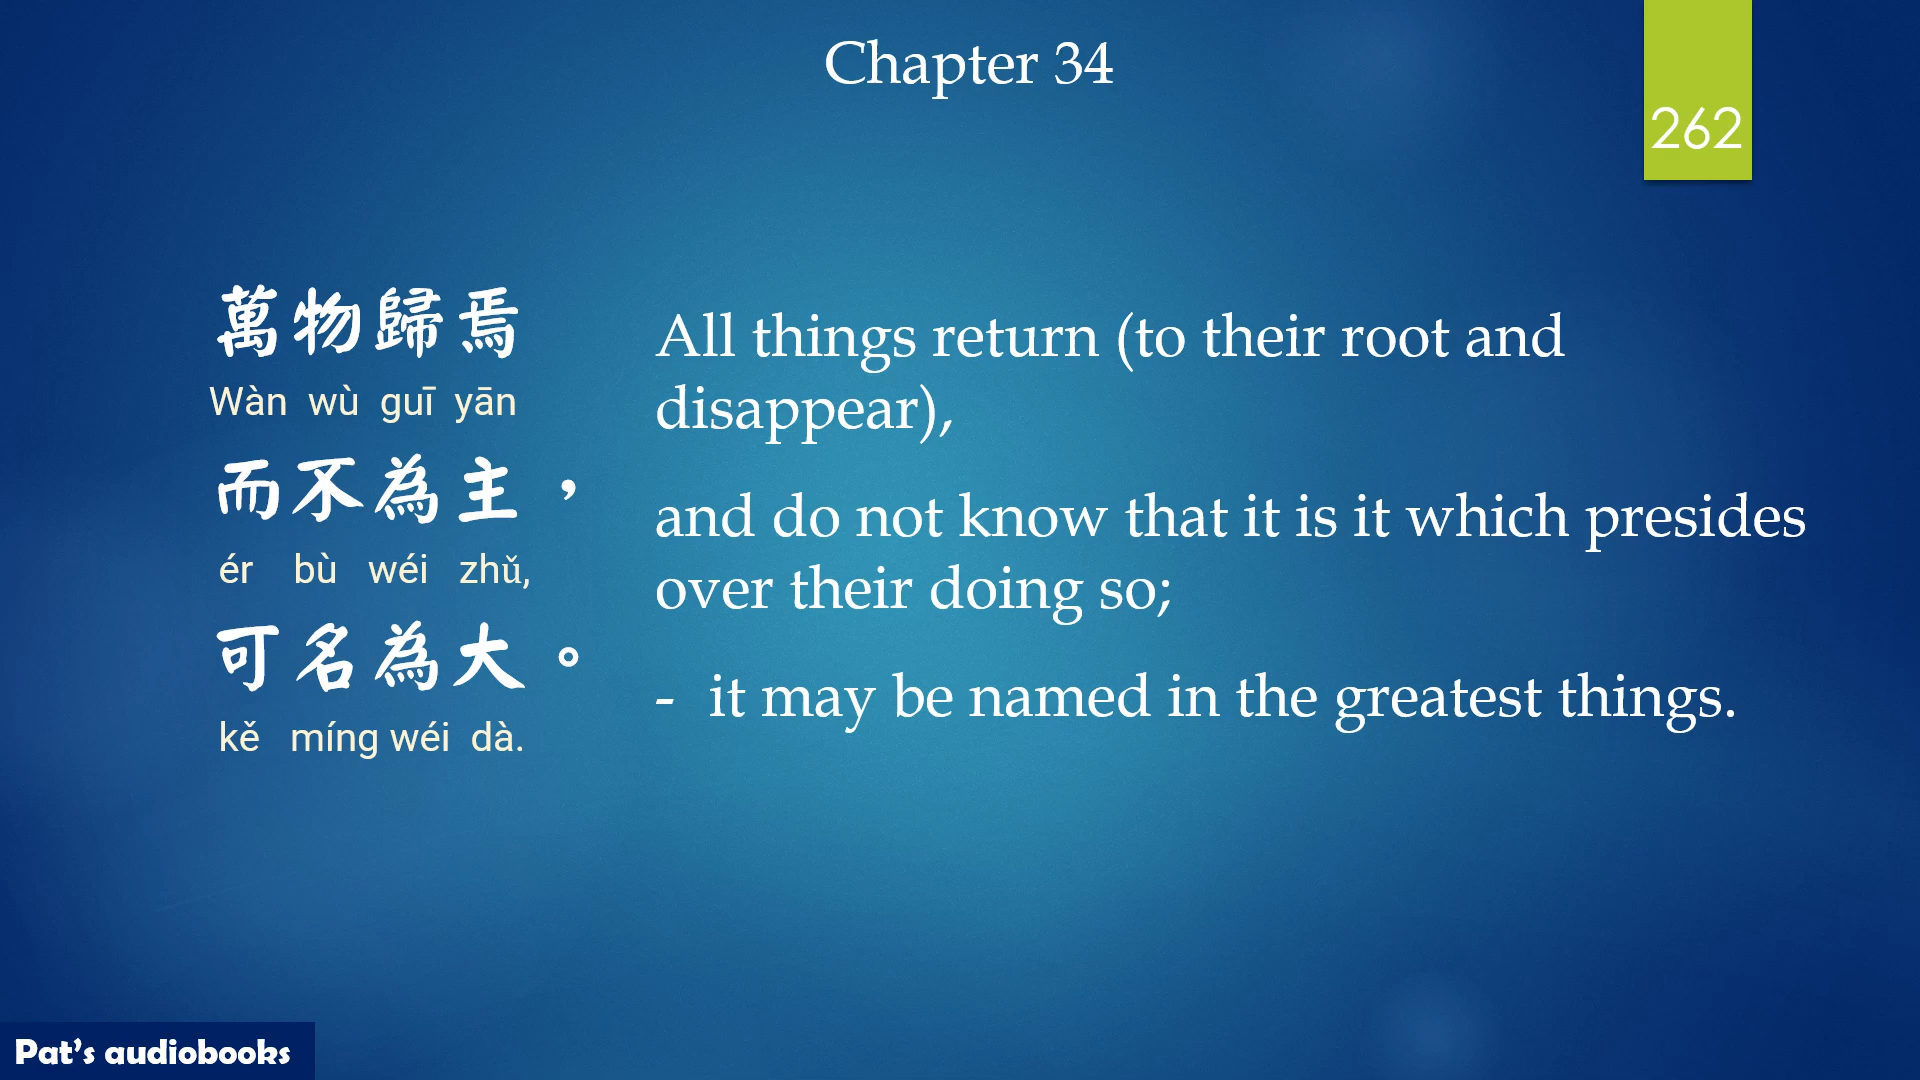 Chapter 34
262
萬物歸焉
Wàn wù guī yān
而不為主，
ér bù wéi zhǔ,
可名為大。
kě míng wéi dà.
All things return (to their root and
disappear),
and do not know that it is it which presides
over their doing so;
- it may be named in the greatest things.
Pat's audiobooks